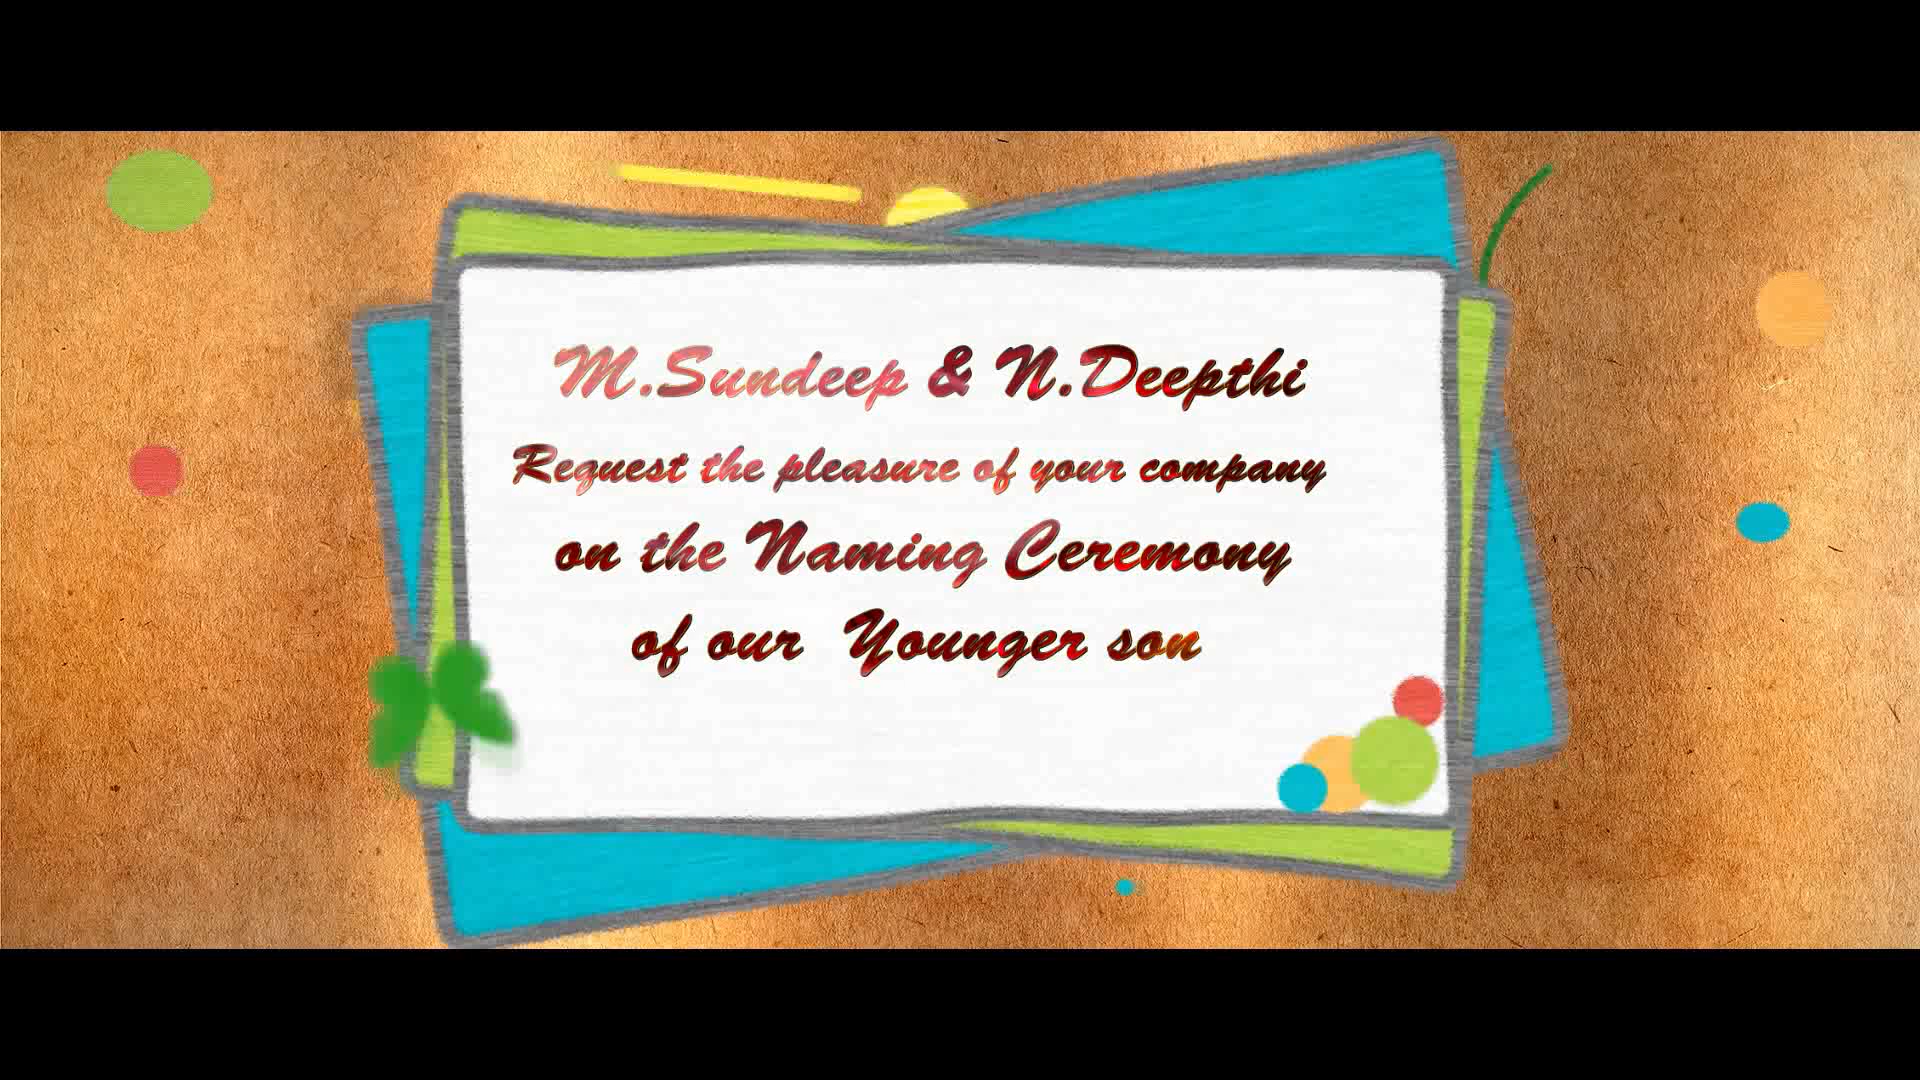 M.Sundeep & N.Deepthi
Request the pleasure of your company
on the Naming Ceremony
of our Younger son